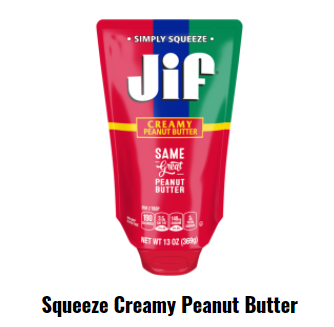 • SIMPLY SQUEEZE •
Jif
CREAMY
PEANUT BUTTER
SAME
Great
PEANUT
BUTTER
NET WT 13 OZ (369g)
Squeeze Creamy Peanut Butter